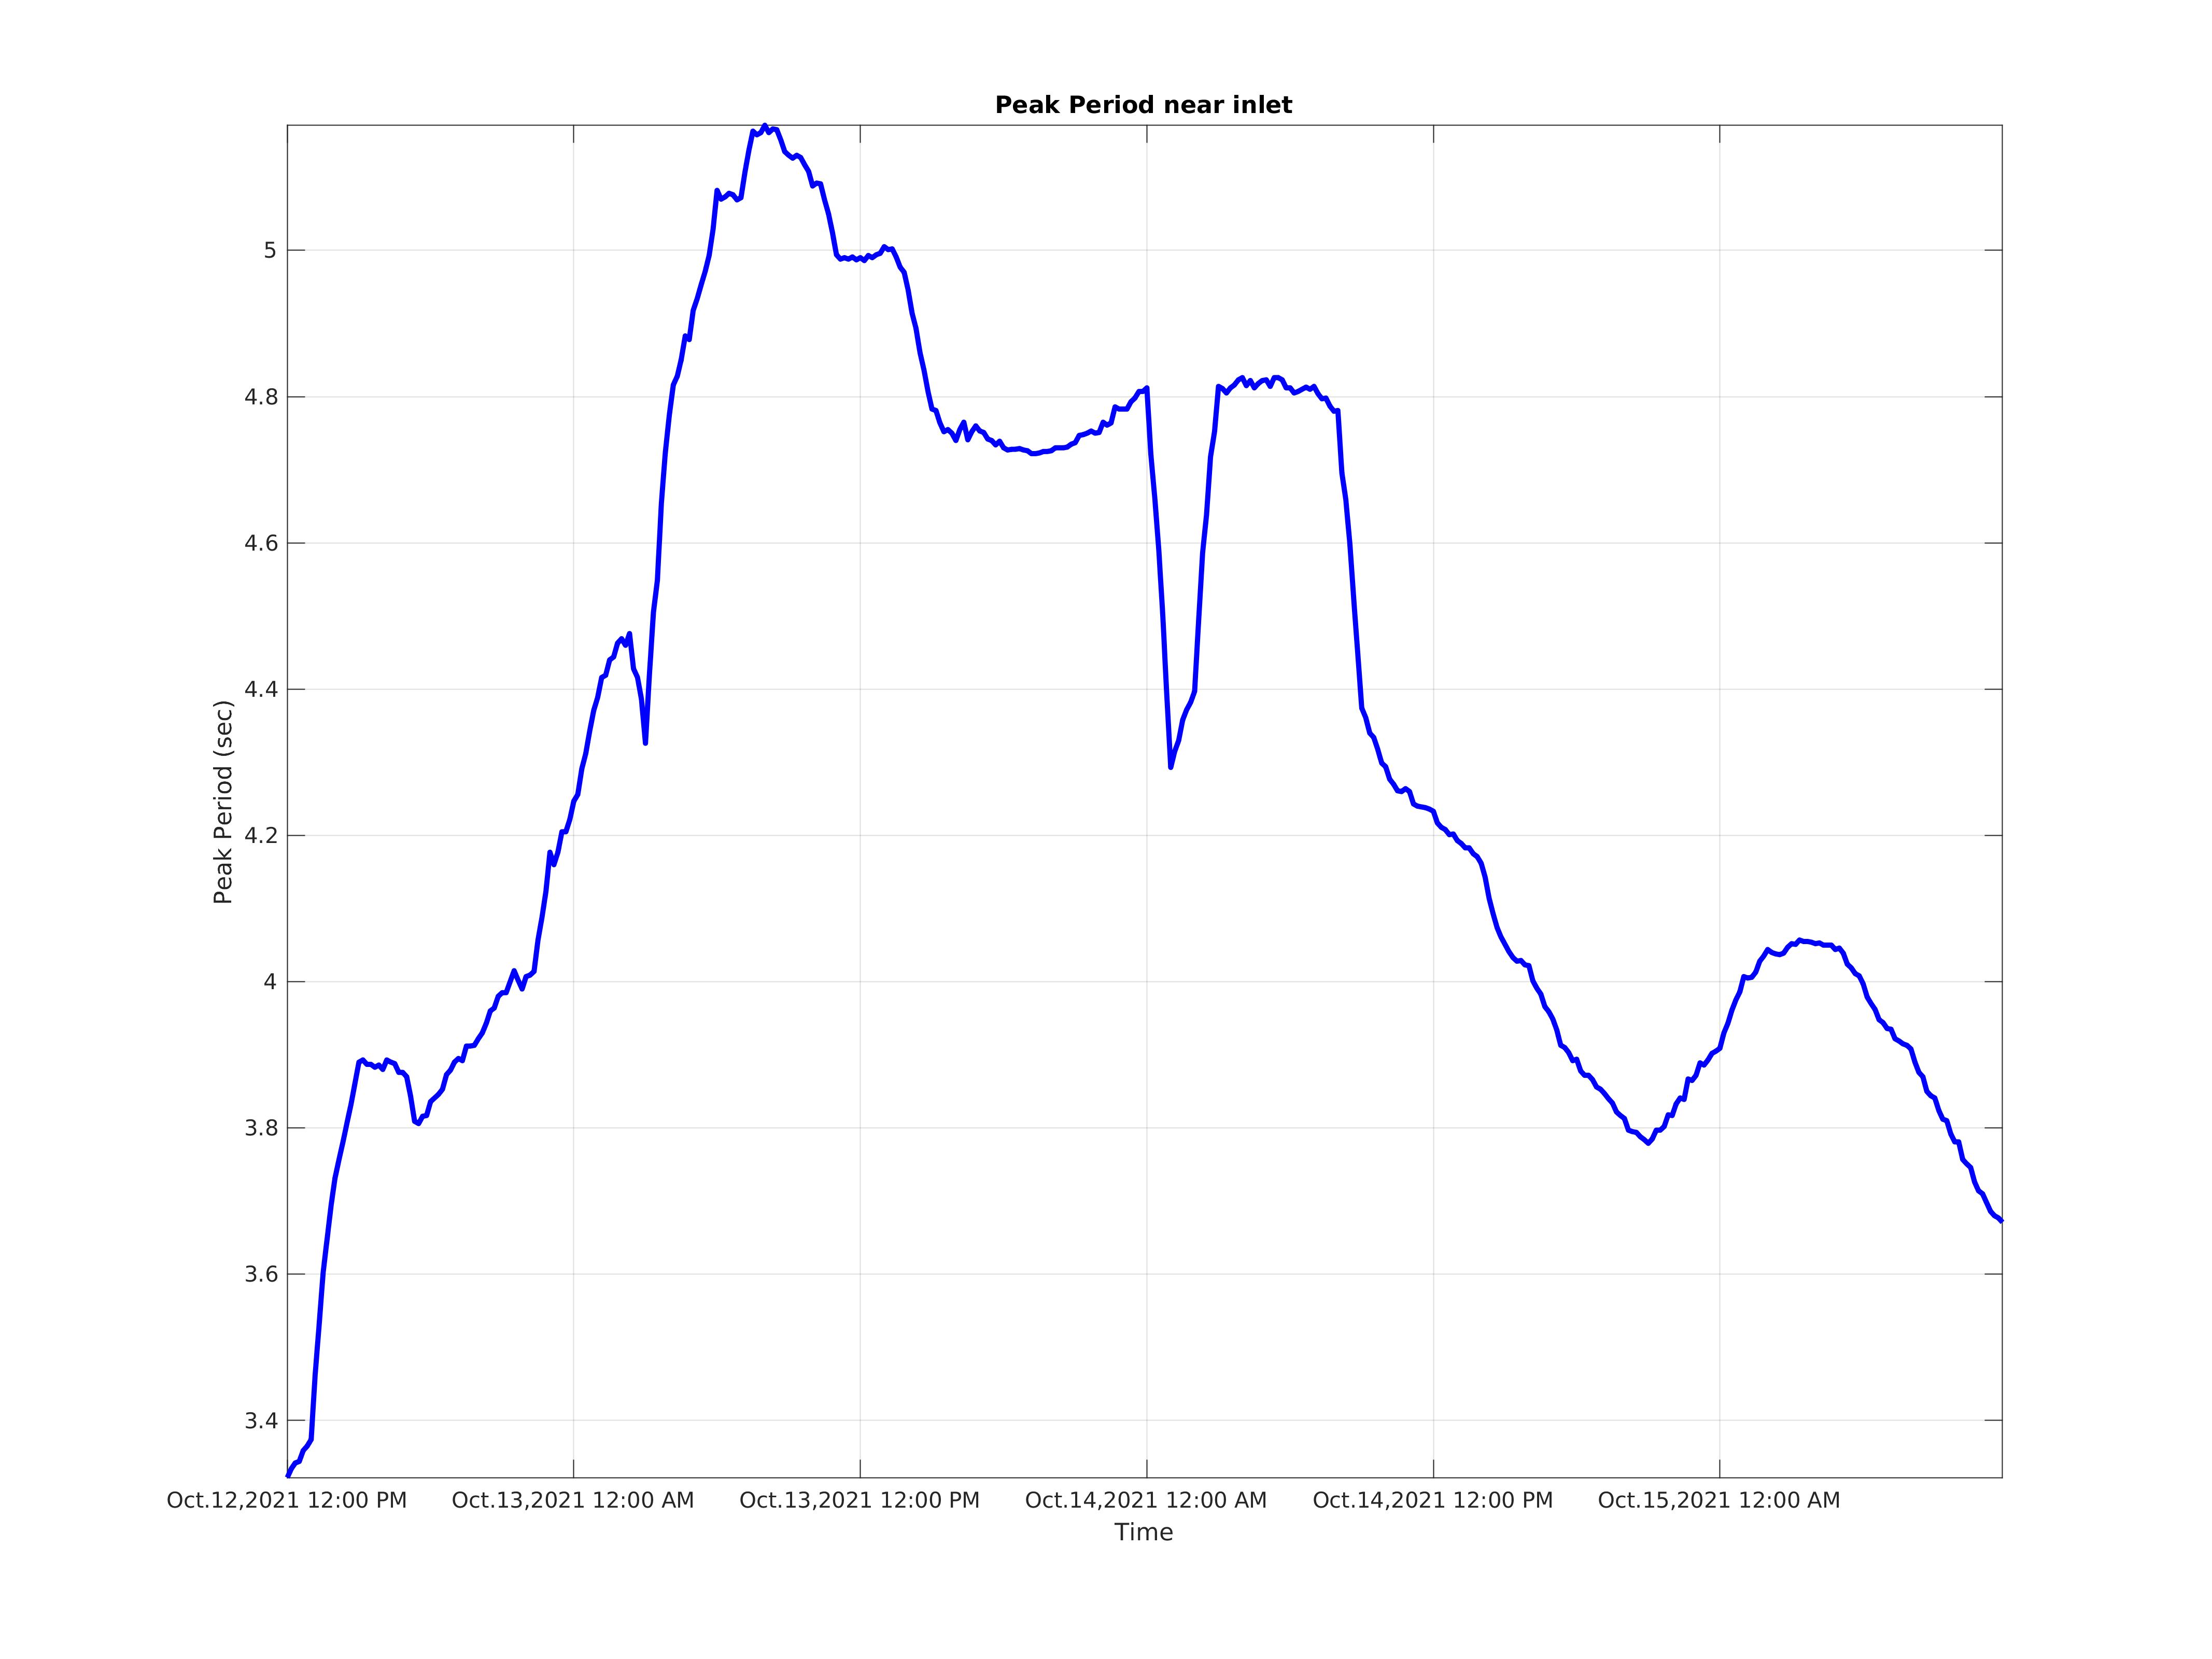 Peak Period near inlet
5
4.8
4.6
4.4
4.2
4
3.8
3.6
3.4
Peak Period (sec)
Oct.12,2021 12:00 PM Oct.13,2021 12:00 AM Oct.13,2021 12:00 PM Oct.14,2021 12:00 AM Oct.14,2021 12:00 PM Oct.15,2021 12:00 AM
Time